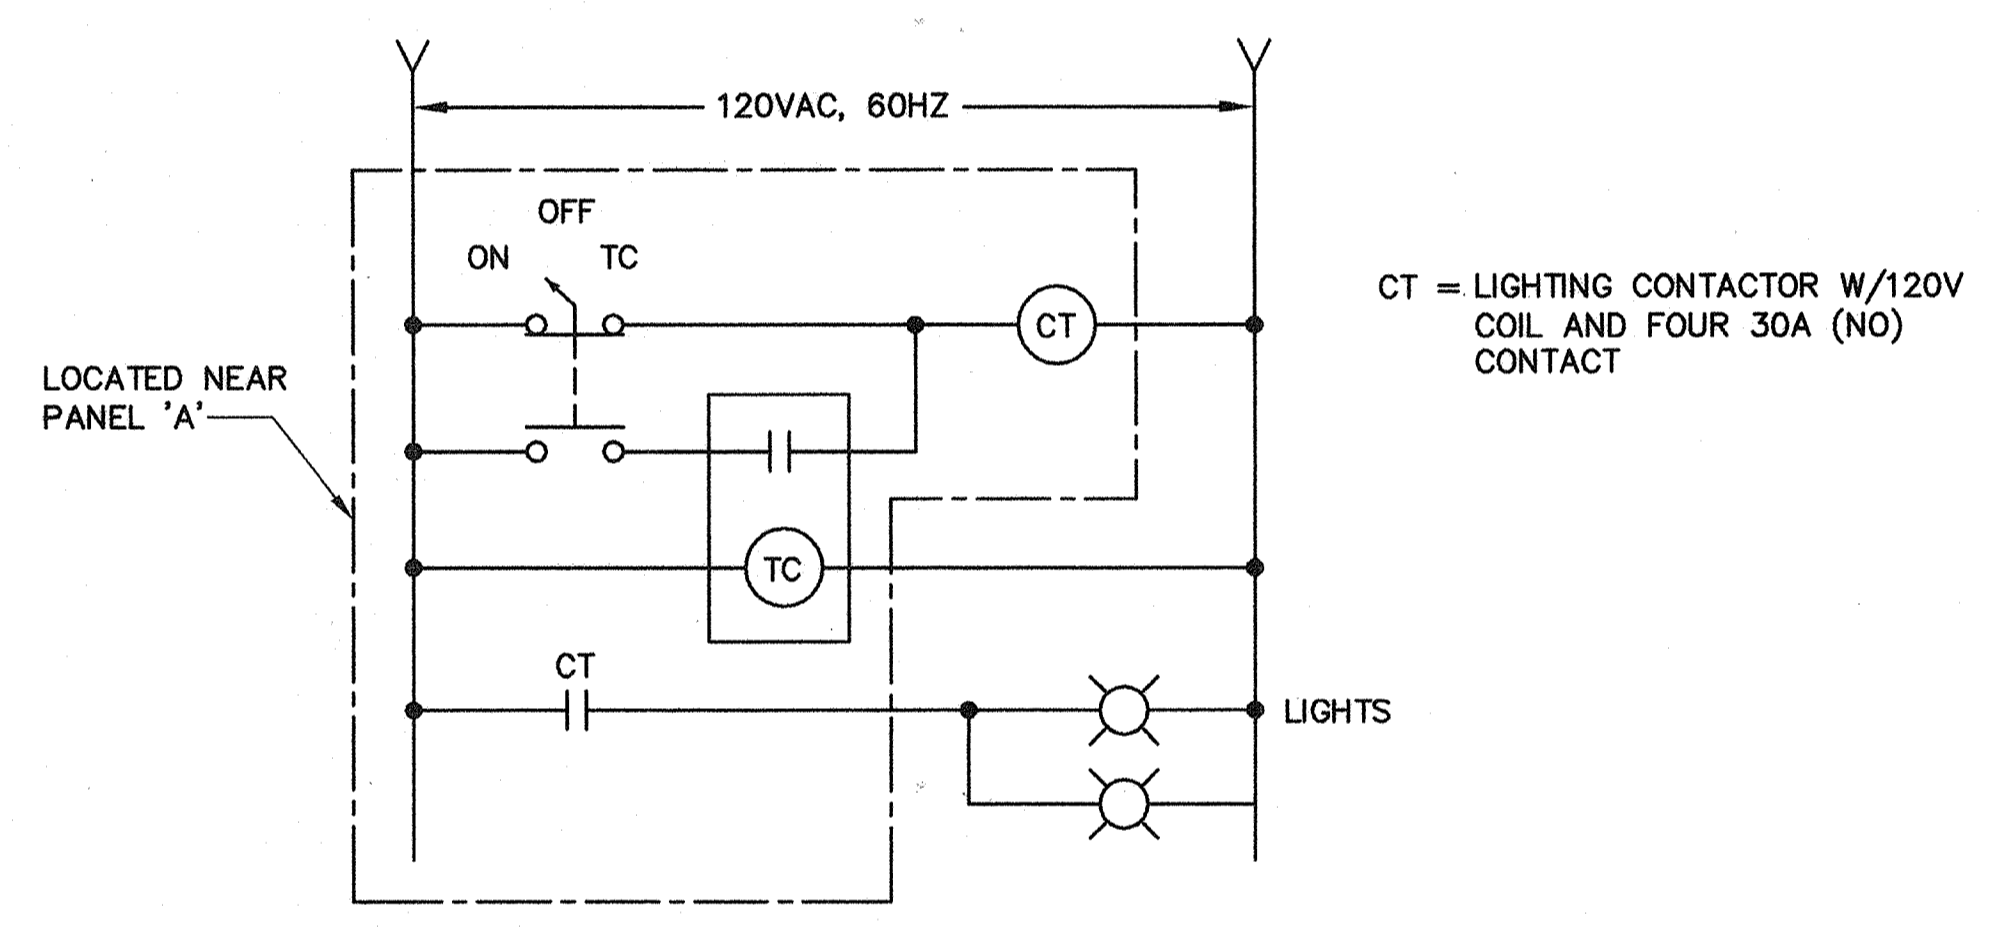 120VAC, 60HZ
OFF
ON TC
CT
CT = LIGHTING CONTACTOR W/120V
COIL AND FOUR 30A (NO)
CONTACT
LOCATED NEAR
PANEL 'A'
TC
CT
LIGHTS